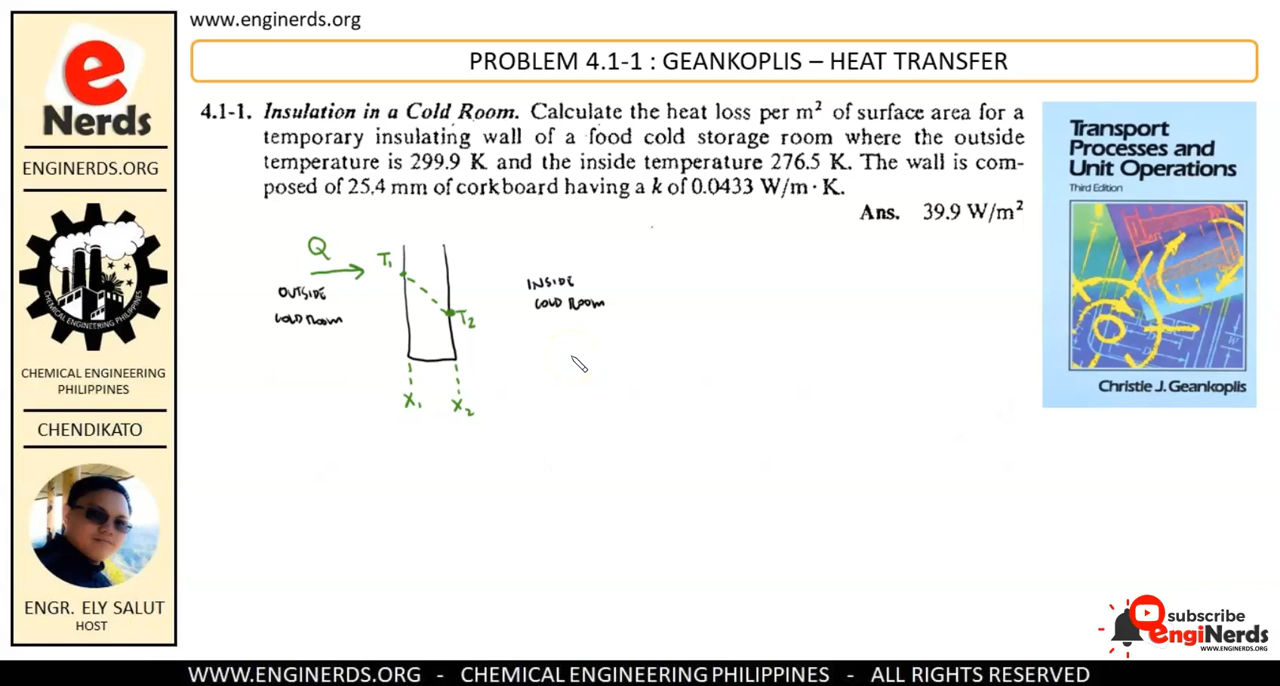 www.enginerds.org
PROBLEM 4.1-1 : GEANKOPLIS – HEAT TRANSFER
e
Nerds
ENGINERDS.ORG
CHEMICAL ENGINEERING PHILIPPINES
CHEMICAL ENGINEERING
PHILIPPINES
CHENDIKATO
ENGR. ELY SALUT
HOST
4.1-1. Insulation in a Cold Room. Calculate the heat loss per m² of surface area for a
temporary insulating wall of a food cold storage room where the outside
temperature is 299.9 K and the inside temperature 276.5 K. The wall is com-
posed of 25.4 mm of corkboard having a k of 0.0433 W/m · K.
Ans. 39.9 W/m²
Q
T₁
OUTSIDE
COLD ROOM
INSIDE
COLD ROOM
T₂
X₁ X₂
Transport
Processes and
Unit Operations
Third Edition
Christie J. Geankoplis
subscribe
engiNerds
WWW.ENGINERDS.ORG
WWW.ENGINERDS.ORG - CHEMICAL ENGINEERING PHILIPPINES - ALL RIGHTS RESERVED